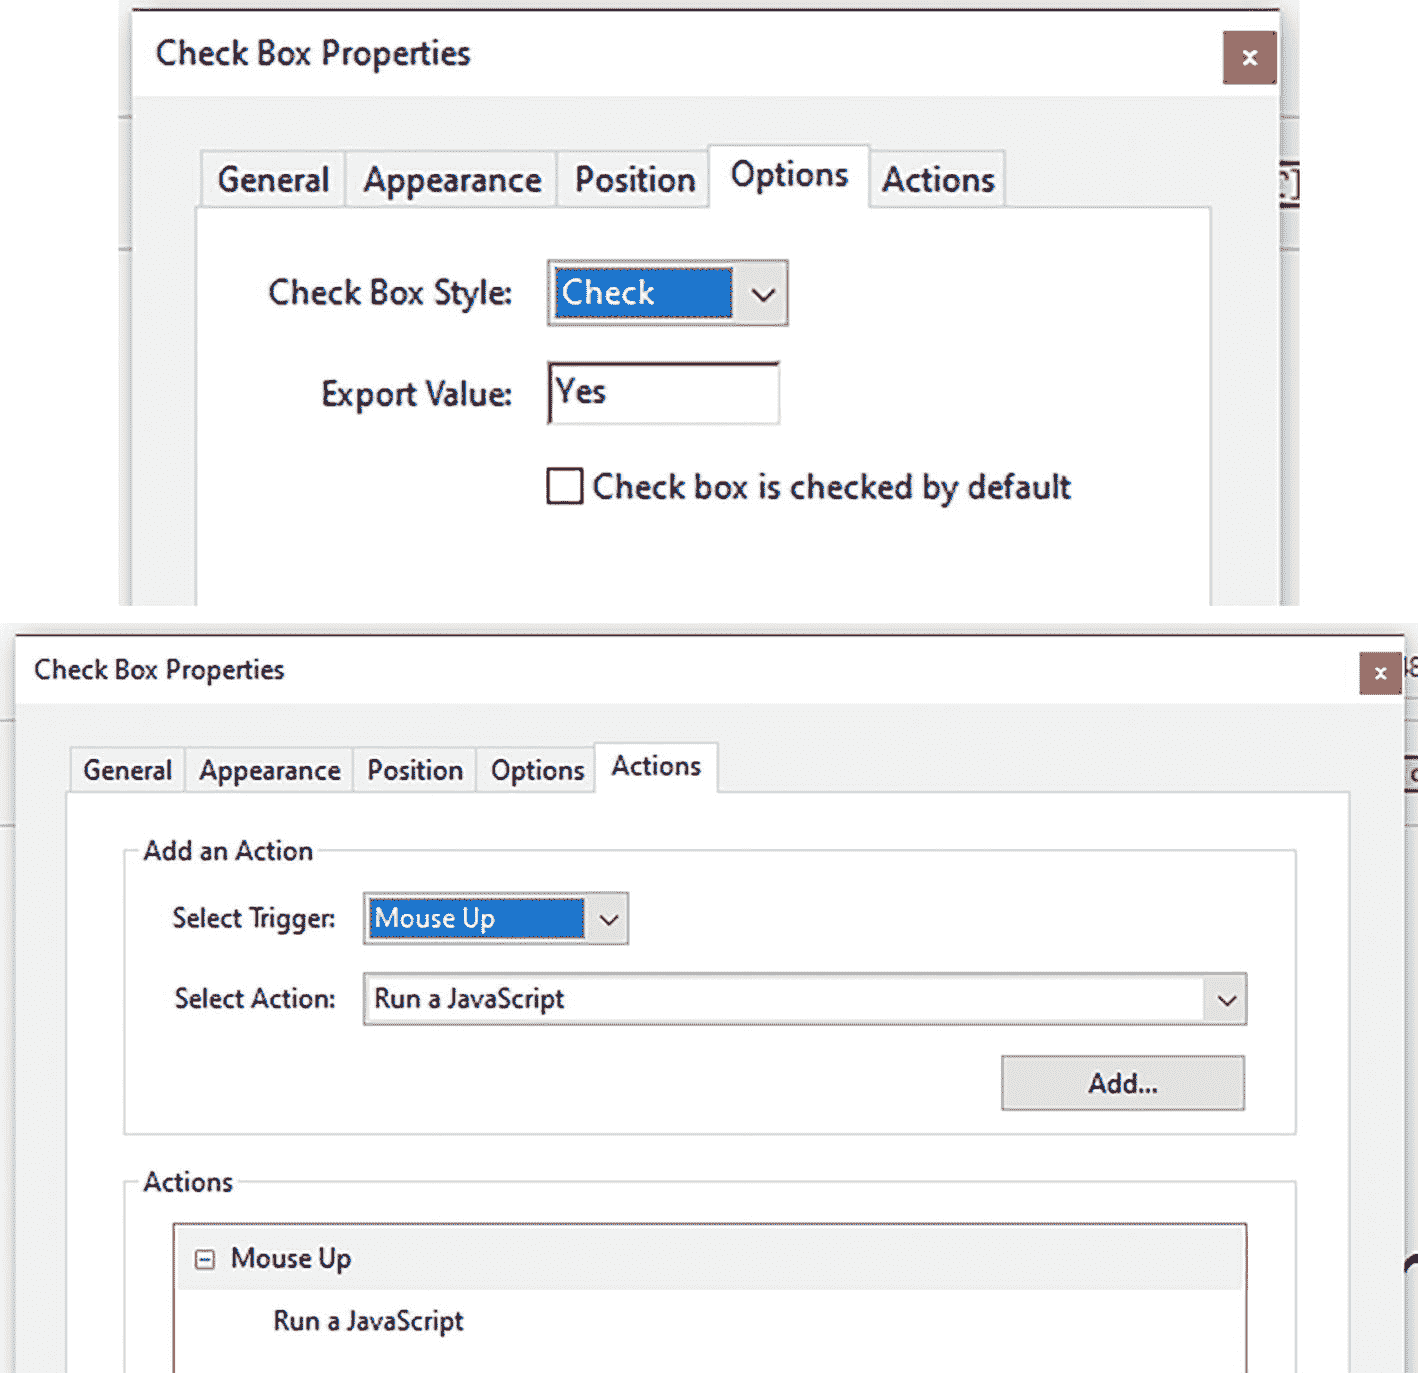 Check Box Properties
x
General Appearance Position Options Actions
Check Box Style: Check
Export Value: Yes
Check box is checked by default
Check Box Properties
x
General Appearance Position Options Actions
Add an Action
Select Trigger: Mouse Up
Select Action: Run a JavaScript
Add...
Actions
Mouse Up
Run a JavaScript